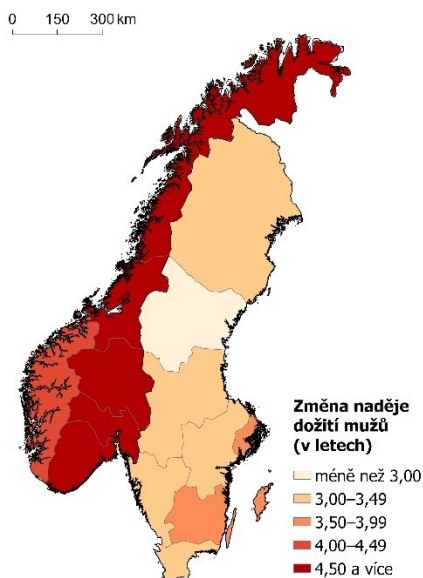 0 150 300 km
Změna naděje
dožití mužů
(v letech)
méně než 3,00
3,00–3,49
3,50–3,99
4,00–4,49
4,50 a více